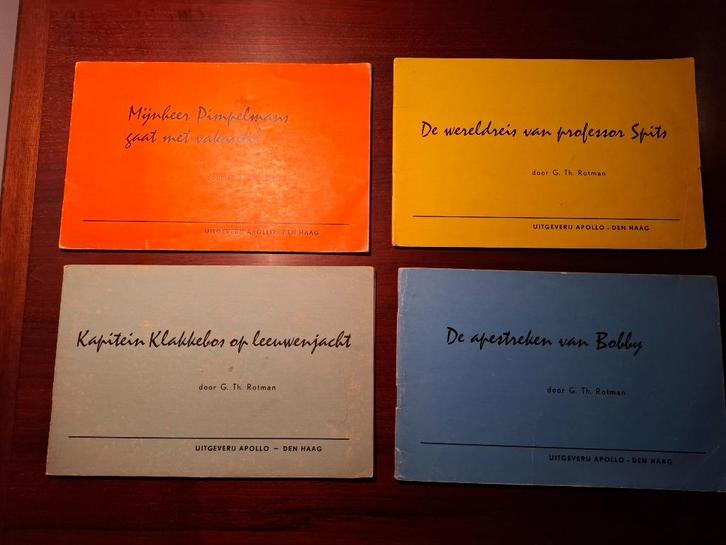 Mijnheer Pimpelmans
gaat met vakantie
UITGEVERIJ APOLLO - DEN HAAG
De wereldreis van professor Spits
door G. Th. Rotman
UITGEVERIJ APOLLO - DEN HAAG
Kapitein Klakkebos op leeuwenjacht
door G. Th. Rotman
UITGEVERIJ APOLLO — DEN HAAG
De apestreken van Bobby
door G. Th. Rotman
UITGEVERIJ APOLLO - DEN HAAG